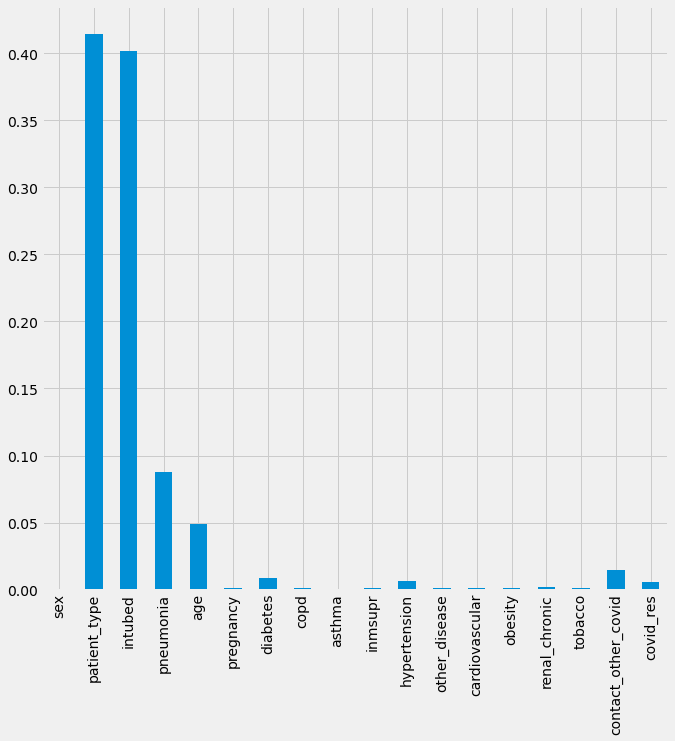 0.40
0.35
0.30
0.25
0.20
0.15
0.10
0.05
0.00
sex
patient_type
intubed
pneumonia
age
pregnancy
diabetes
copd
asthma
inmsupr
hypertension
other_disease
cardiovascular
obesity
renal_chronic
tobacco
contact_other_covid
covid_res